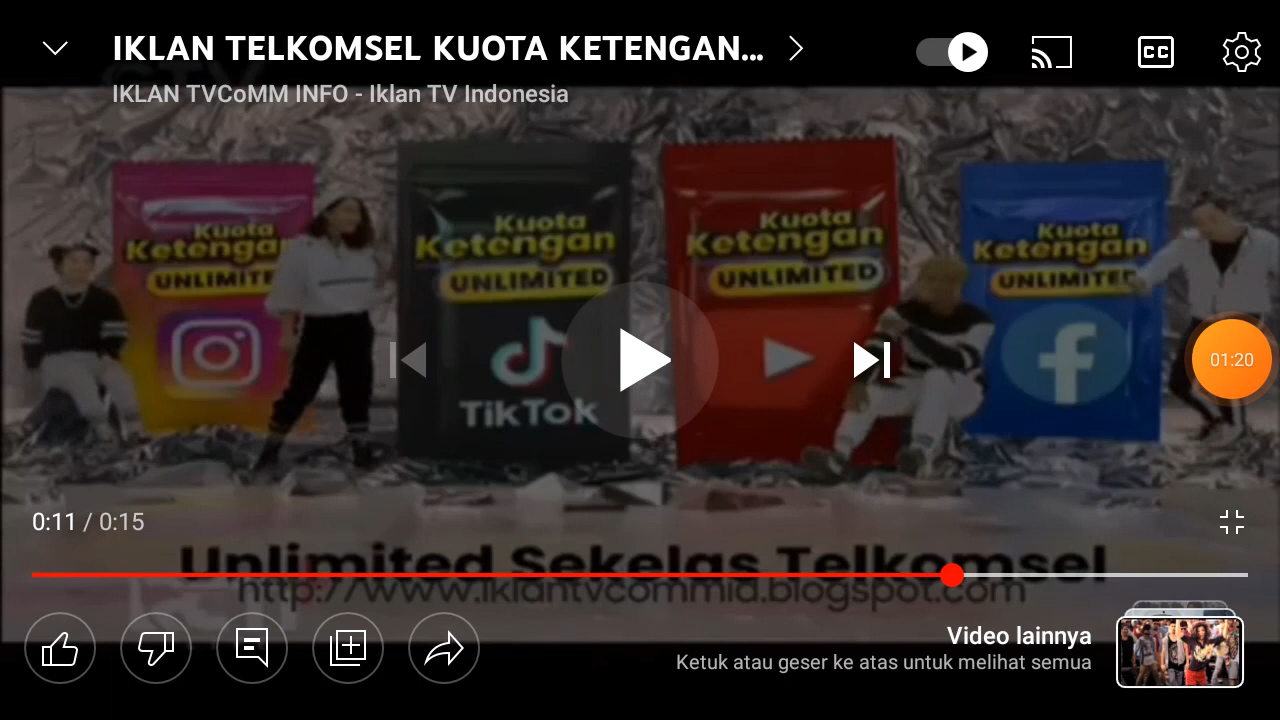 IKLAN TELKOMSEL KUOTA KETENGAN...
CC
IKLAN TVCoMM INFO - Iklan TV Indonesia
Kuota
Ketengan
UNLIMITED
Kuota
Ketengan
UNLIMITED
TikTok
Kuota
Ketengan
UNLIMITED
Kuota
Ketengan
UNLIMITED
f
01:20
0:11 / 0:15
Unlimited Sekelas Telkomsel
http://www.iklantvcommid.blogspot.com
Video lainnya
Ketuk atau geser ke atas untuk melihat semua